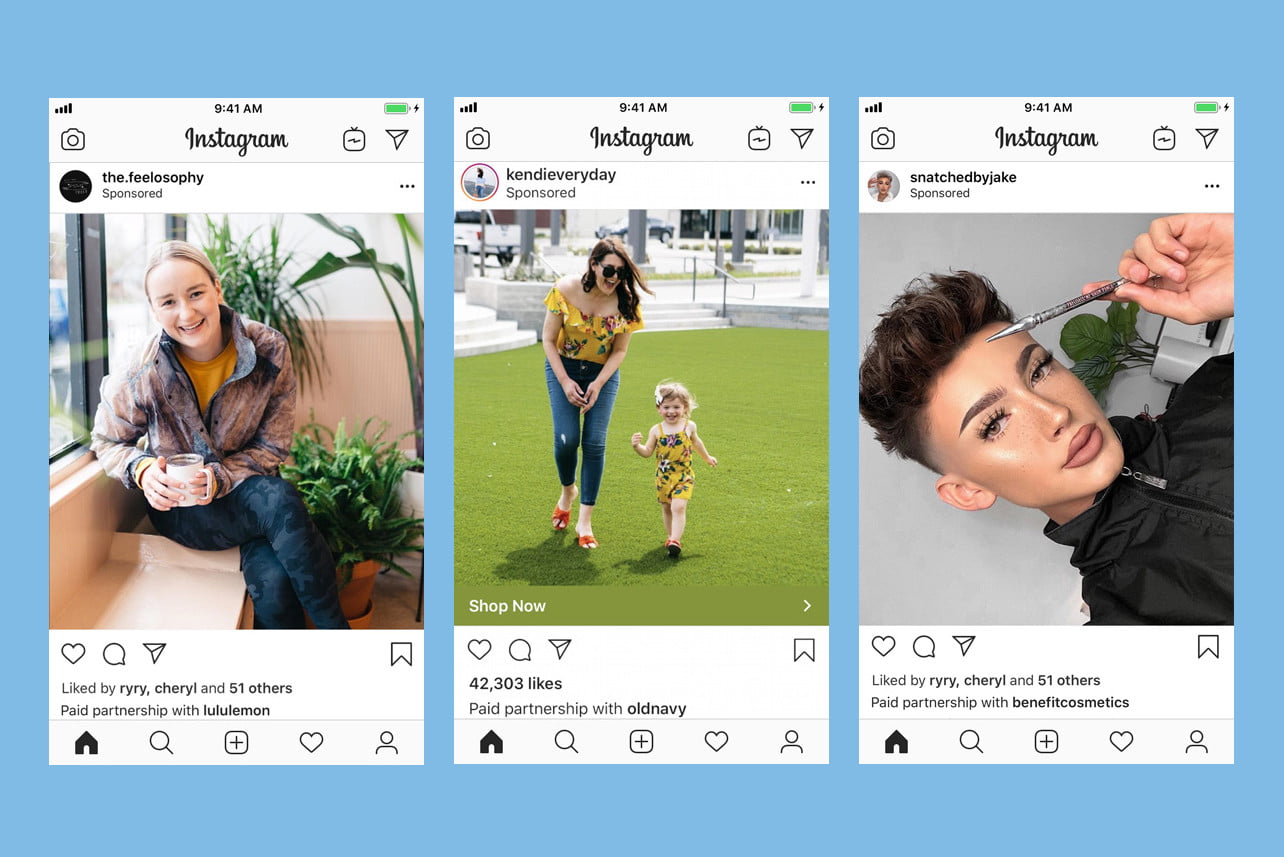 9:41 AM
Instagram
the.feelosophy
Sponsored
Liked by ryry, cheryl and 51 others
Paid partnership with lululemon
9:41 AM
Instagram
kendieveryday
Sponsored
Shop Now
42,303 likes
Paid partnership with oldnavy
9:41 AM
Instagram
snatchedbyjake
Sponsored
Liked by ryry, cheryl and 51 others
Paid partnership with benefitcosmetics